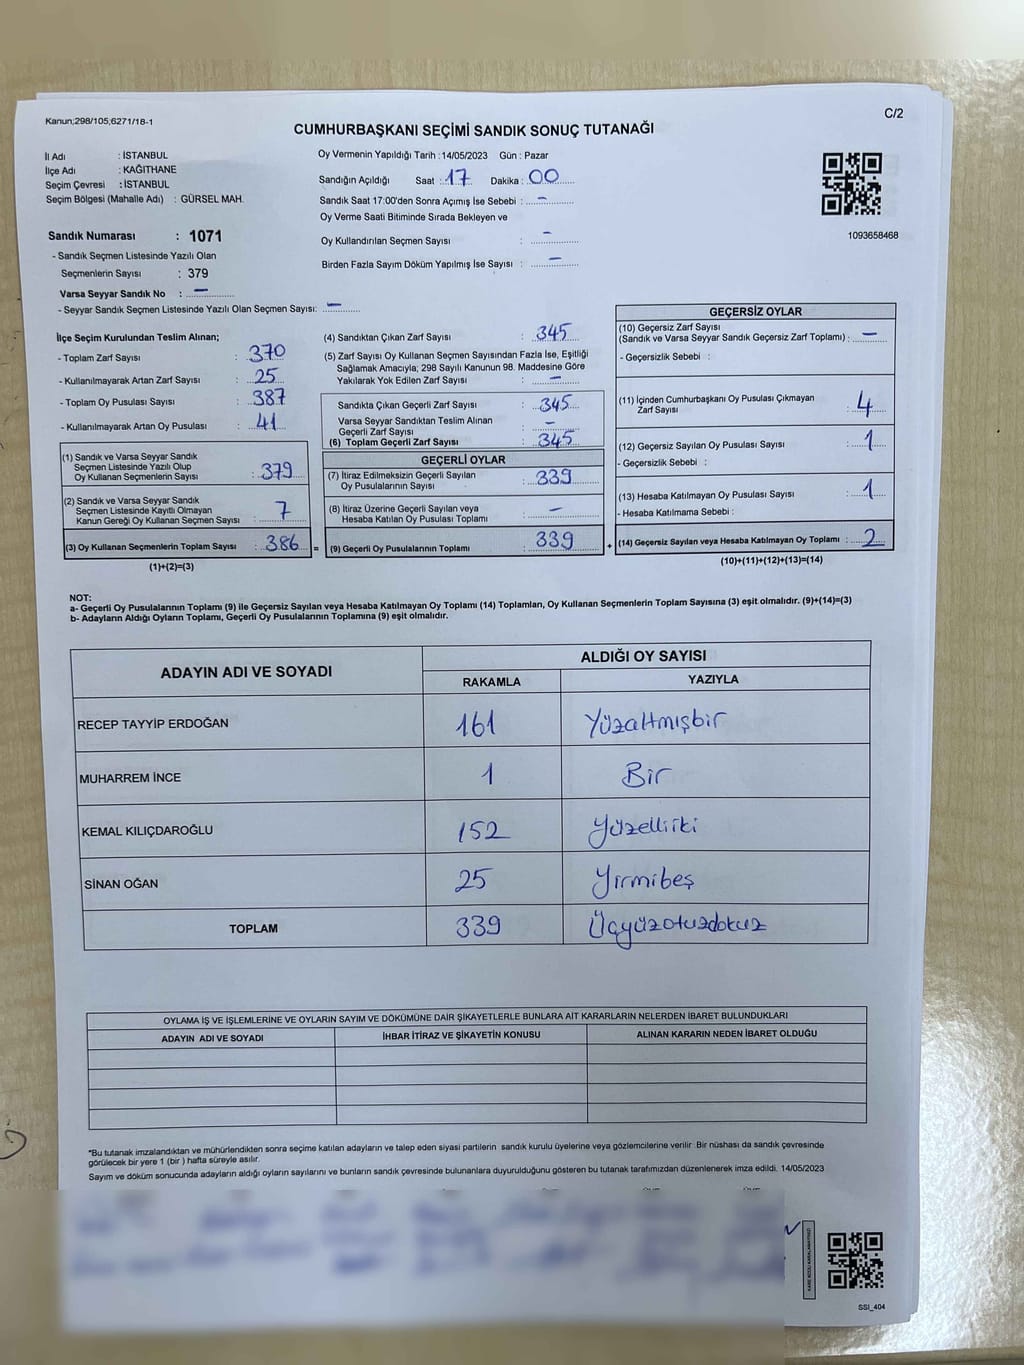 Kanun;298/105,6271/18-1
C/2
CUMHURBAŞKANI SEÇİMİ SANDIK SONUÇ TUTANAĞI
İl Adı : İSTANBUL
İlçe Adı : KAĞITHANE
Seçim Çevresi : İSTANBUL
Seçim Bölgesi (Mahalle Adı) : GÜRSEL MAH.
Sandık Numarası : 1071
- Sandık Seçmen Listesinde Yazılı Olan
Seçmenlerin Sayısı : 379
Varsa Seyyar Sandık No : –
- Seyyar Sandık Seçmen Listesinde Yazılı Olan Seçmen Sayısı: –
Oy Vermenin Yapıldığı Tarih : 14/05/2023 Gün : Pazar
Sandığın Açıldığı Saat : 17 Dakika : 00
Sandık Saat 17:00'den Sonra Açımış İse Sebebi : –
Oy Verme Saati Bitiminde Sırada Bekleyen ve
Oy Kullandırılan Seçmen Sayısı : –
Birden Fazla Sayım Döküm Yapılmış İse Sayısı : –
1093658468
İlçe Seçim Kurulundan Teslim Alınan;
- Toplam Zarf Sayısı : 370
- Kullanılmayarak Artan Zarf Sayısı : 25
- Toplam Oy Pusulası Sayısı : 387
- Kullanılmayarak Artan Oy Pusulası : 41
(1) Sandık ve Varsa Seyyar Sandık
Seçmen Listesinde Yazılı Olup
Oy Kullanan Seçmenlerin Sayısı : 379
(2) Sandık ve Varsa Seyyar Sandık
Seçmen Listesinde Kayıtlı Olmayan
Kanun Gereği Oy Kullanan Seçmen Sayısı : 7
(3) Oy Kullanan Seçmenlerin Toplam Sayısı : 386
(1)+(2)=(3)
(4) Sandıktan Çıkan Zarf Sayısı : 345
(5) Zarf Sayısı Oy Kullanan Seçmen Sayısından Fazla İse, Eşitliği
Sağlamak Amacıyla; 298 Sayılı Kanunun 98. Maddesine Göre
Yakılarak Yok Edilen Zarf Sayısı : –
Sandıkta Çıkan Geçerli Zarf Sayısı : 345
Varsa Seyyar Sandıktan Teslim Alınan
Geçerli Zarf Sayısı : –
(6) Toplam Geçerli Zarf Sayısı : 345
GEÇERLİ OYLAR
(7) İtiraz Edilmeksizin Geçerli Sayılan
Oy Pusulalarının Sayısı : 339
(8) İtiraz Üzerine Geçerli Sayılan veya
Hesaba Katılan Oy Pusulası Toplamı : –
= (9) Geçerli Oy Pusulalarının Toplamı : 339 +
GEÇERSİZ OYLAR
(10) Geçersiz Zarf Sayısı
(Sandık ve Varsa Seyyar Sandık Geçersiz Zarf Toplamı) : –
- Geçersizlik Sebebi :
(11) İçinden Cumhurbaşkanı Oy Pusulası Çıkmayan
Zarf Sayısı : 4
(12) Geçersiz Sayılan Oy Pusulası Sayısı : 1
- Geçersizlik Sebebi :
(13) Hesaba Katılmayan Oy Pusulası Sayısı : 1
- Hesaba Katılmama Sebebi :
(14) Geçersiz Sayılan veya Hesaba Katılmayan Oy Toplamı : 2
(10)+(11)+(12)+(13)=(14)
NOT:
a- Geçerli Oy Pusulalarının Toplamı (9) ile Geçersiz Sayılan veya Hesaba Katılmayan Oy Toplamı (14) Toplamları, Oy Kullanan Seçmenlerin Toplam Sayısına (3) eşit olmalıdır. (9)+(14)=(3)
b- Adayların Aldığı Oyların Toplamı, Geçerli Oy Pusulalarının Toplamına (9) eşit olmalıdır.
ADAYIN ADI VE SOYADI
ALDIĞI OY SAYISI
RAKAMLA YAZIYLA
RECEP TAYYİP ERDOĞAN 161 Yüzaltmışbir
MUHARREM İNCE 1 Bir
KEMAL KILIÇDAROĞLU 152 Yüzelliiki
SİNAN OĞAN 25 Yirmibeş
TOPLAM 339 Üçyüzotuzdokuz
OYLAMA İŞ VE İŞLEMLERİNE VE OYLARIN SAYIM VE DÖKÜMÜNE DAİR ŞİKAYETLERLE BUNLARA AİT KARARLARIN NELERDEN İBARET BULUNDUKLARI
ADAYIN ADI VE SOYADI İHBAR İTİRAZ VE ŞİKAYETİN KONUSU ALINAN KARARIN NEDEN İBARET OLDUĞU
*Bu tutanak imzalandıktan ve mühürlendikten sonra seçime katılan adayların ve talep eden siyasi partilerin sandık kurulu üyelerine veya gözlemcilerine verilir. Bir nüshası da sandık çevresinde
görülecek bir yere 1 (bir ) hafta süreyle asılır.
Sayım ve döküm sonucunda adayların aldığı oyların sayılarını ve bunların sandık çevresinde bulunanlara duyurulduğunu gösteren bu tutanak tarafımızdan düzenlenerek imza edildi. 14/05/2023
SSI_404